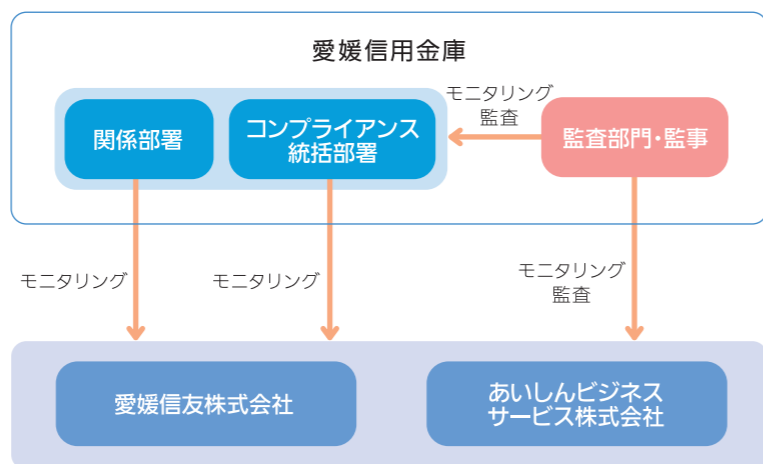 愛媛信用金庫
関係部署
コンプライアンス
統括部署
モニタリング
監査
監査部門・監事
モニタリング
モニタリング
モニタリング
監査
愛媛信友株式会社
あいしんビジネス
サービス株式会社